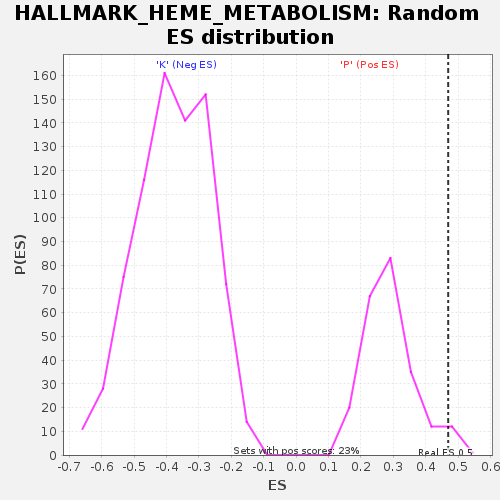 HALLMARK_HEME_METABOLISM: Random
ES distribution
'K' (Neg ES)
'P' (Pos ES)
160
150
140
130
120
110
100
90
80
70
60
50
40
30
20
10
0
P(ES)
Sets with pos scores: 23%
Real ES 0.5
-0.7 -0.6 -0.5 -0.4 -0.3 -0.2 -0.1 0.0 0.1 0.2 0.3 0.4 0.5 0.6
ES